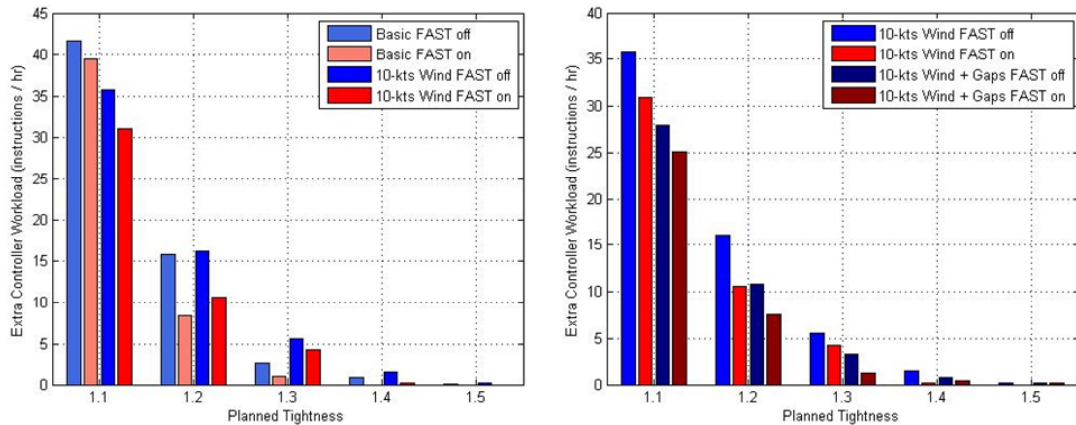 45
40
35
30
25
20
15
10
5
0
Extra Controller Workload (instructions / hr)
Basic FAST off
Basic FAST on
10-kts Wind FAST off
10-kts Wind FAST on
1.1 1.2 1.3 1.4 1.5
Planned Tightness
40
35
30
25
20
15
10
5
0
Extra Controller Workload (instructions / hr)
10-kts Wind FAST off
10-kts Wind FAST on
10-kts Wind + Gaps FAST off
10-kts Wind + Gaps FAST on
1.1 1.2 1.3 1.4 1.5
Planned Tightness